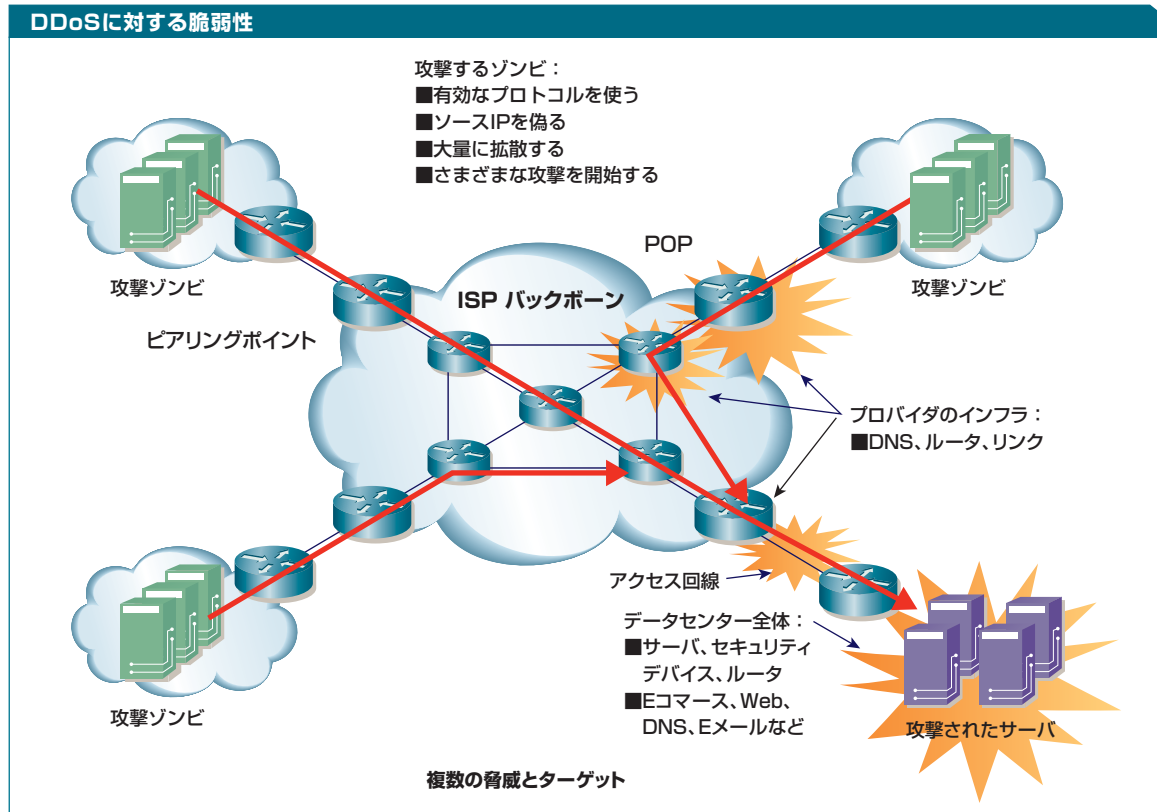 DDoSに対する脆弱性
攻撃するゾンビ：
■有効なプロトコルを使う
■ソースIPを偽る
■大量に拡散する
■さまざまな攻撃を開始する
POP
攻撃ゾンビ
攻撃ゾンビ
ISP バックボーン
ピアリングポイント
プロバイダのインフラ：
■DNS、ルータ、リンク
アクセス回線
データセンター全体：
■サーバ、セキュリティ
デバイス、ルータ
■Eコマース、Web、
DNS、Eメールなど
攻撃ゾンビ
攻撃されたサーバ
複数の脅威とターゲット